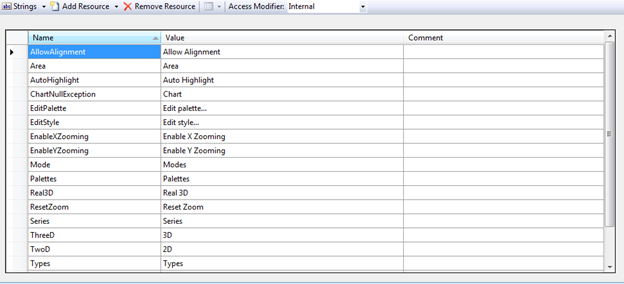 Strings Add Resource Remove Resource Access Modifier: Internal
Name Value Comment
AllowAlignment Allow Alignment
Area Area
AutoHighlight Auto Highlight
ChartNullException Chart
EditPalette Edit palette...
EditStyle Edit style...
EnableXZooming Enable X Zooming
EnableYZooming Enable Y Zooming
Mode Modes
Palettes Palettes
Real3D Real 3D
ResetZoom Reset Zoom
Series Series
ThreeD 3D
TwoD 2D
Types Types